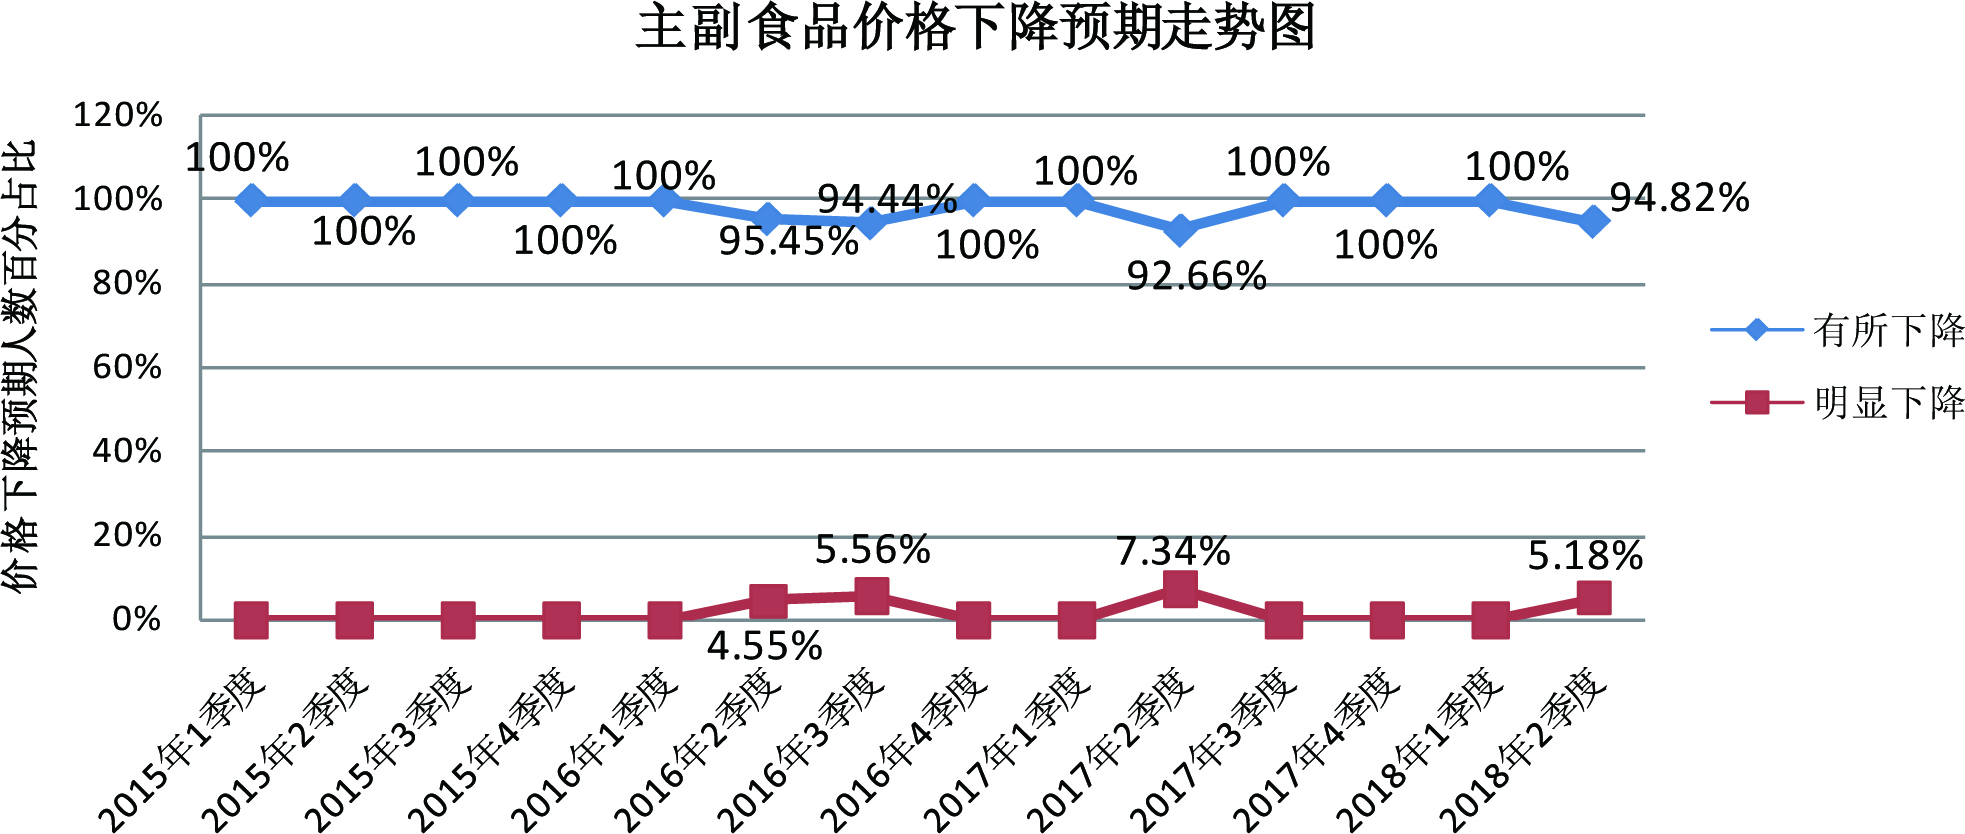 主副食品价格下降预期走势图
价格下降预期人数百分占比
120%
100%
80%
60%
40%
20%
0%
100%
100%
100%
100%
100%
95.45%
94.44%
100%
100%
92.66%
100%
100%
100%
94.82%
4.55%
5.56%
7.34%
5.18%
2015年1季度
2015年2季度
2015年3季度
2015年4季度
2016年1季度
2016年2季度
2016年3季度
2016年4季度
2017年1季度
2017年2季度
2017年3季度
2017年4季度
2018年1季度
2018年2季度
有所下降
明显下降